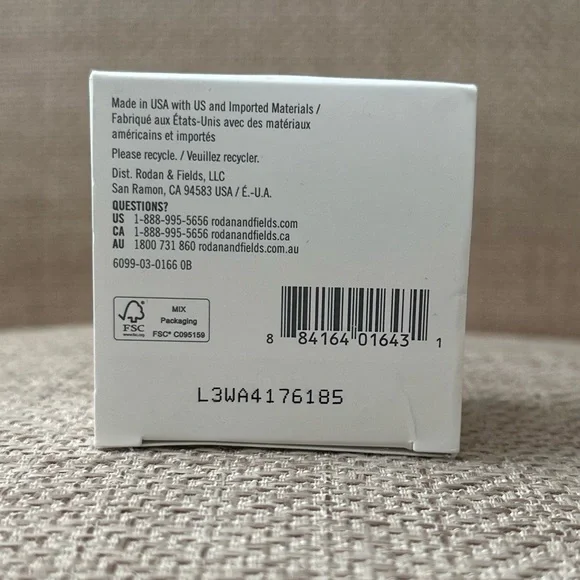 Made in USA with US and Imported Materials /
Fabriqué aux États-Unis avec des matériaux
américains et importés
Please recycle. / Veuillez recycler.
Dist. Rodan & Fields, LLC
San Ramon, CA 94583 USA / É.-U.A.
QUESTIONS?
US 1-888-995-5656 rodanandfields.com
CA 1-888-995-5656 rodanandfields.ca
AU 1800 731 860 rodanandfields.com.au
6099-03-0166 0B
FSC
www.fsc.org
MIX
Packaging
FSC® C095159
8 84164 01643 1
L3WA4176185